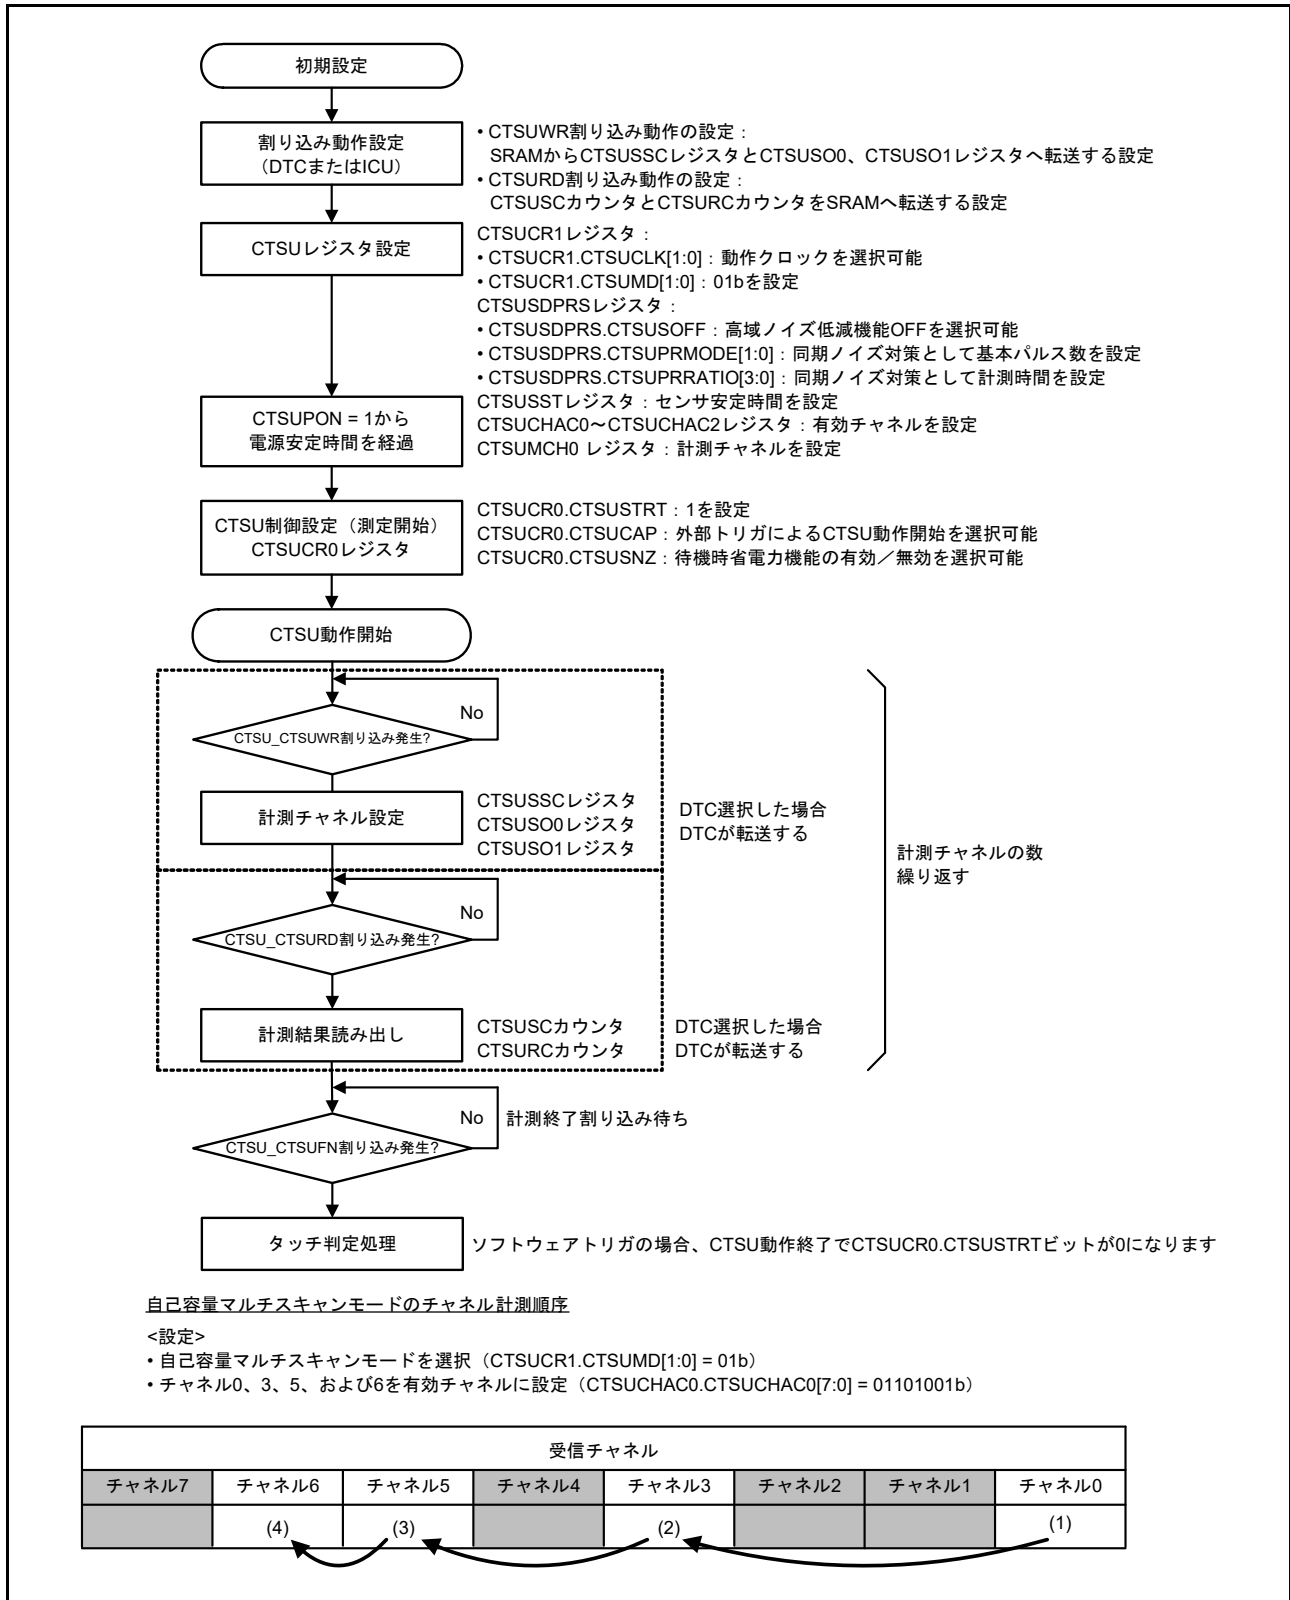 初期設定
割り込み動作設定
（DTCまたはICU）
• CTSUWR割り込み動作の設定：
SRAMからCTSUSSCレジスタとCTSUSO0、CTSUSO1レジスタへ転送する設定
• CTSURD割り込み動作の設定：
CTSUSCカウンタとCTSURCカウンタをSRAMへ転送する設定
CTSUレジスタ設定
CTSUCR1レジスタ：
• CTSUCR1.CTSUCLK[1:0]：動作クロックを選択可能
• CTSUCR1.CTSUMD[1:0]：01bを設定
CTSUSDPRSレジスタ：
• CTSUSDPRS.CTSUSOFF：高域ノイズ低減機能OFFを選択可能
• CTSUSDPRS.CTSUPRMODE[1:0]：同期ノイズ対策として基本パルス数を設定
• CTSUSDPRS.CTSUPRRATIO[3:0]：同期ノイズ対策として計測時間を設定
CTSUSSTレジスタ：センサ安定時間を設定
CTSUCHAC0～CTSUCHAC2レジスタ：有効チャネルを設定
CTSUMCH0 レジスタ：計測チャネルを設定
CTSUPON = 1から
電源安定時間を経過
CTSU制御設定（測定開始）
CTSUCR0レジスタ
CTSUCR0.CTSUSTRT：1を設定
CTSUCR0.CTSUCAP：外部トリガによるCTSU動作開始を選択可能
CTSUCR0.CTSUSNZ：待機時省電力機能の有効／無効を選択可能
CTSU動作開始
No
CTSU_CTSUWR割り込み発生?
計測チャネル設定
CTSUSSCレジスタ
CTSUSO0レジスタ
CTSUSO1レジスタ
DTC選択した場合
DTCが転送する
計測チャネルの数
繰り返す
No
CTSU_CTSURD割り込み発生?
計測結果読み出し
CTSUSCカウンタ
CTSURCカウンタ
DTC選択した場合
DTCが転送する
No
計測終了割り込み待ち
CTSU_CTSUFN割り込み発生?
タッチ判定処理
ソフトウェアトリガの場合、CTSU動作終了でCTSUCR0.CTSUSTRTビットが0になります
自己容量マルチスキャンモードのチャネル計測順序
<設定>
• 自己容量マルチスキャンモードを選択（CTSUCR1.CTSUMD[1:0] = 01b）
• チャネル0、3、5、および6を有効チャネルに設定（CTSUCHAC0.CTSUCHAC0[7:0] = 01101001b）
受信チャネル
チャネル7 チャネル6 チャネル5 チャネル4 チャネル3 チャネル2 チャネル1 チャネル0
(4) (3) (2) (1)